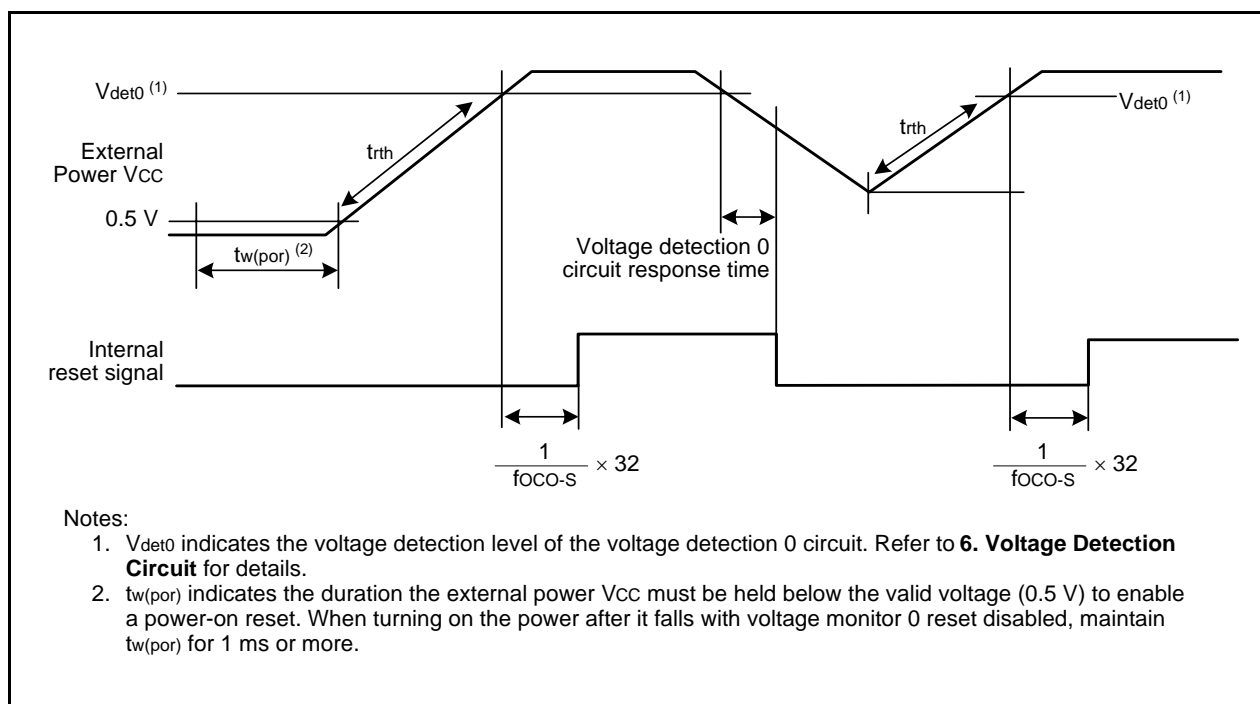 Vdet0 (1)
Vdet0 (1)
trth
trth
External
Power VCC
0.5 V
tw(por) (2)
Voltage detection 0
circuit response time
Internal
reset signal
1
fOCO-S
× 32
1
fOCO-S
× 32
Notes:
1. Vdet0 indicates the voltage detection level of the voltage detection 0 circuit. Refer to 6. Voltage Detection
Circuit for details.
2. tw(por) indicates the duration the external power VCC must be held below the valid voltage (0.5 V) to enable
a power-on reset. When turning on the power after it falls with voltage monitor 0 reset disabled, maintain
tw(por) for 1 ms or more.